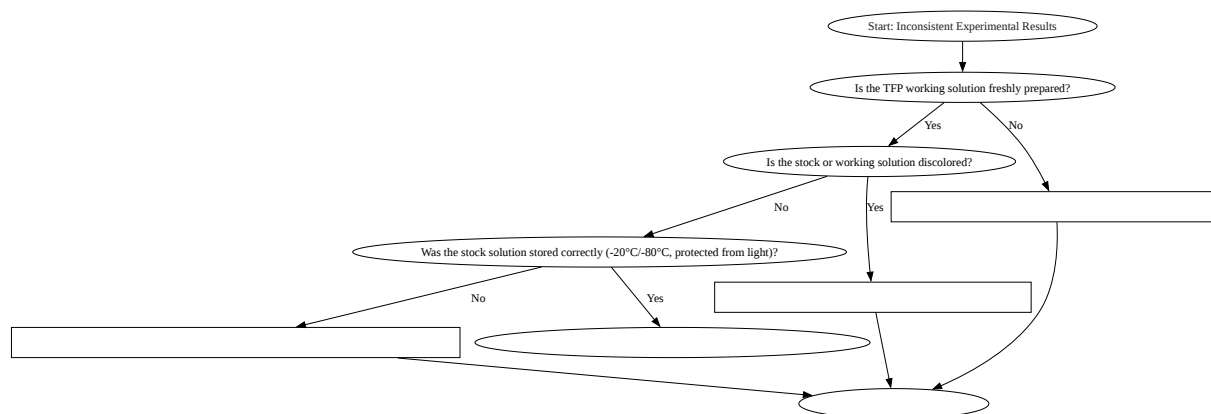 Start: Inconsistent Experimental Results
Is the TFP working solution freshly prepared?
Yes
No
Is the stock or working solution discolored?
No
Yes
Was the stock solution stored correctly (-20°C/-80°C, protected from light)?
No
Yes